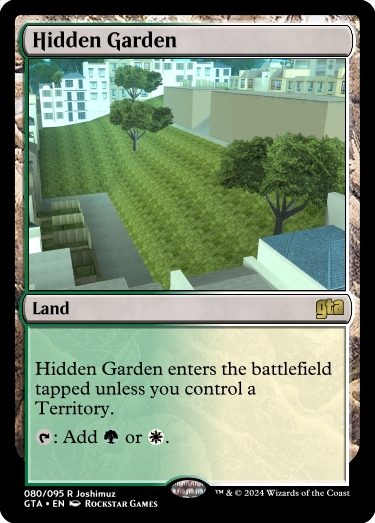 Hidden Garden
Land
gta
Hidden Garden enters the battlefield
tapped unless you control a
Territory.
: Add or .
080/095 R Joshimuz
GTA • EN Rockstar Games
™ & © 2024 Wizards of the Coast